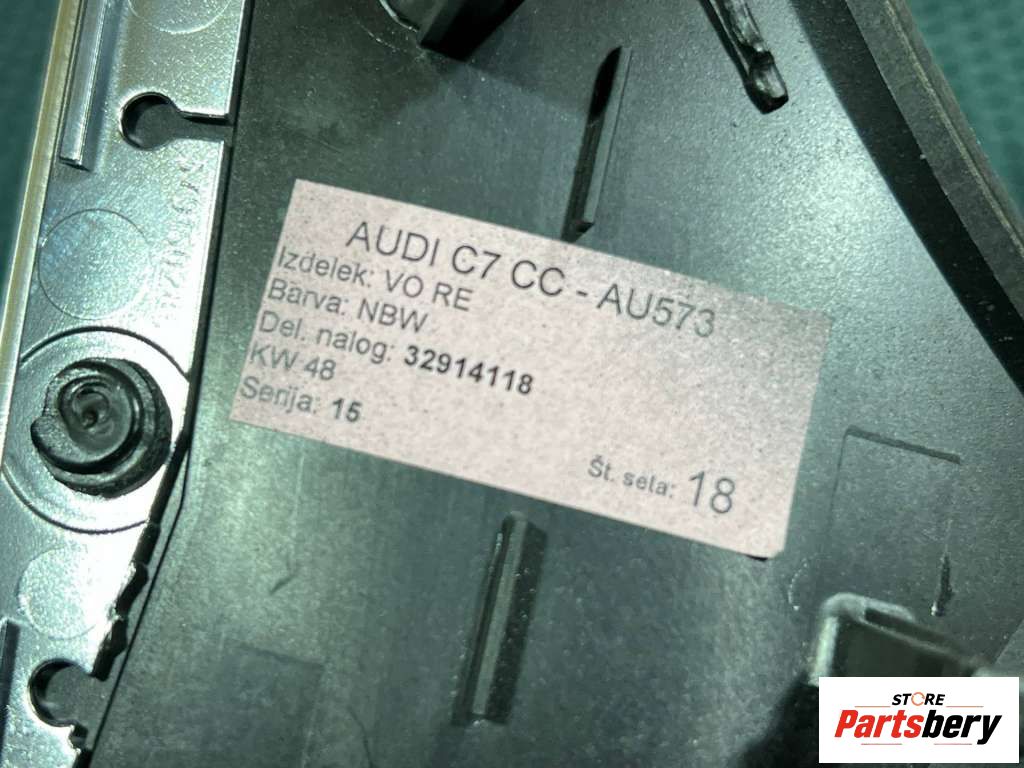 AUDI C7 CC - AU573
Izdelek: VO RE
Barva: NBW
Del. nalog: 32914118
KW 48
Serija: 15
Št. seta: 18
STORE
Partsbery